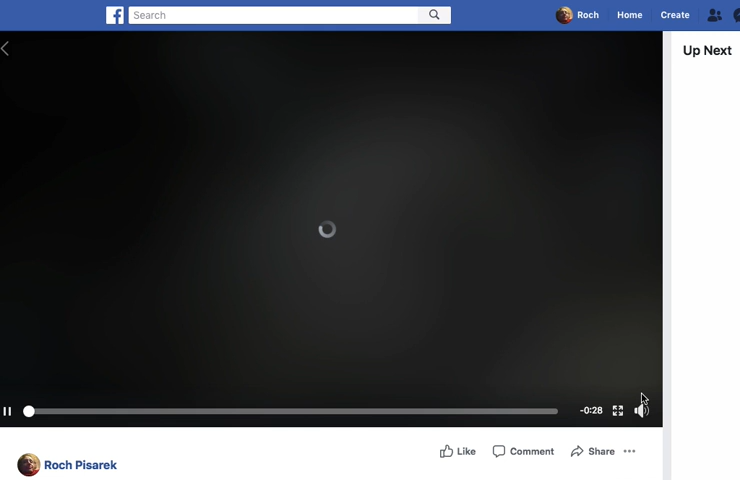 f Search Roch Home Create
Up Next
-0:28
Like Comment Share
Roch Pisarek